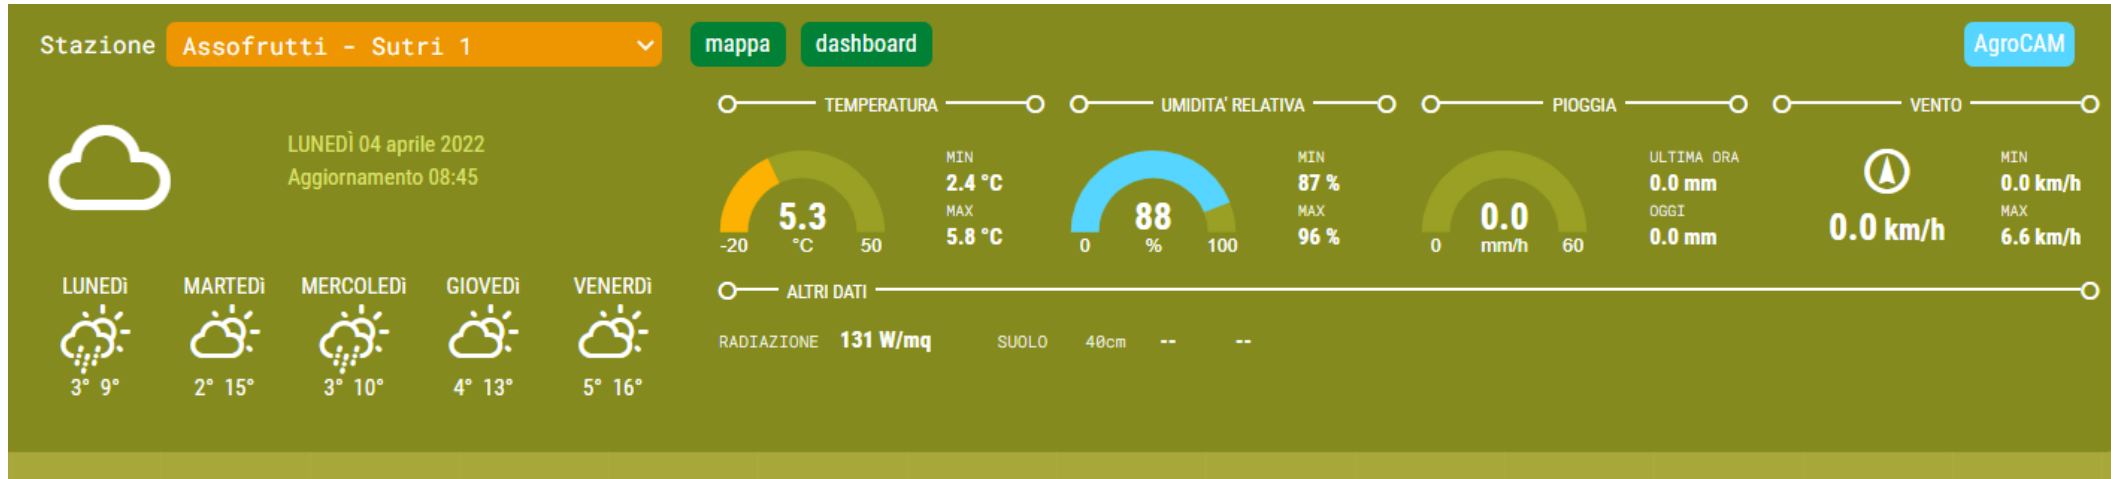 Stazione Assofrutti - Sutri 1 mappa dashboard AgroCAM
LUNEDÌ 04 aprile 2022
Aggiornamento 08:45
LUNEDì MARTEDì MERCOLEDì GIOVEDì VENERDì
3° 9° 2° 15° 3° 10° 4° 13° 5° 16°
TEMPERATURA
5.3
°C
-20 50
MIN
2.4 °C
MAX
5.8 °C
UMIDITA' RELATIVA
88
%
0 100
MIN
87 %
MAX
96 %
PIOGGIA
0.0
mm/h
0 60
ULTIMA ORA
0.0 mm
OGGI
0.0 mm
VENTO
0.0 km/h
MIN
0.0 km/h
MAX
6.6 km/h
ALTRI DATI
RADIAZIONE 131 W/mq SUOLO 40cm -- --